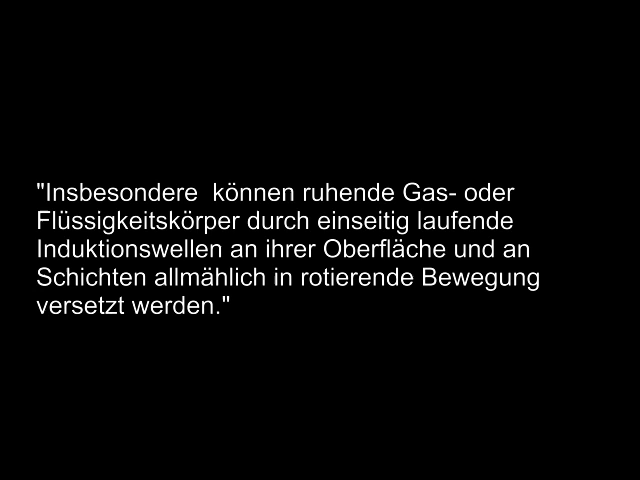 "Insbesondere  können ruhende Gas- oder
Flüssigkeitskörper durch einseitig laufende
Induktionswellen an ihrer Oberfläche und an
Schichten allmählich in rotierende Bewegung
versetzt werden."